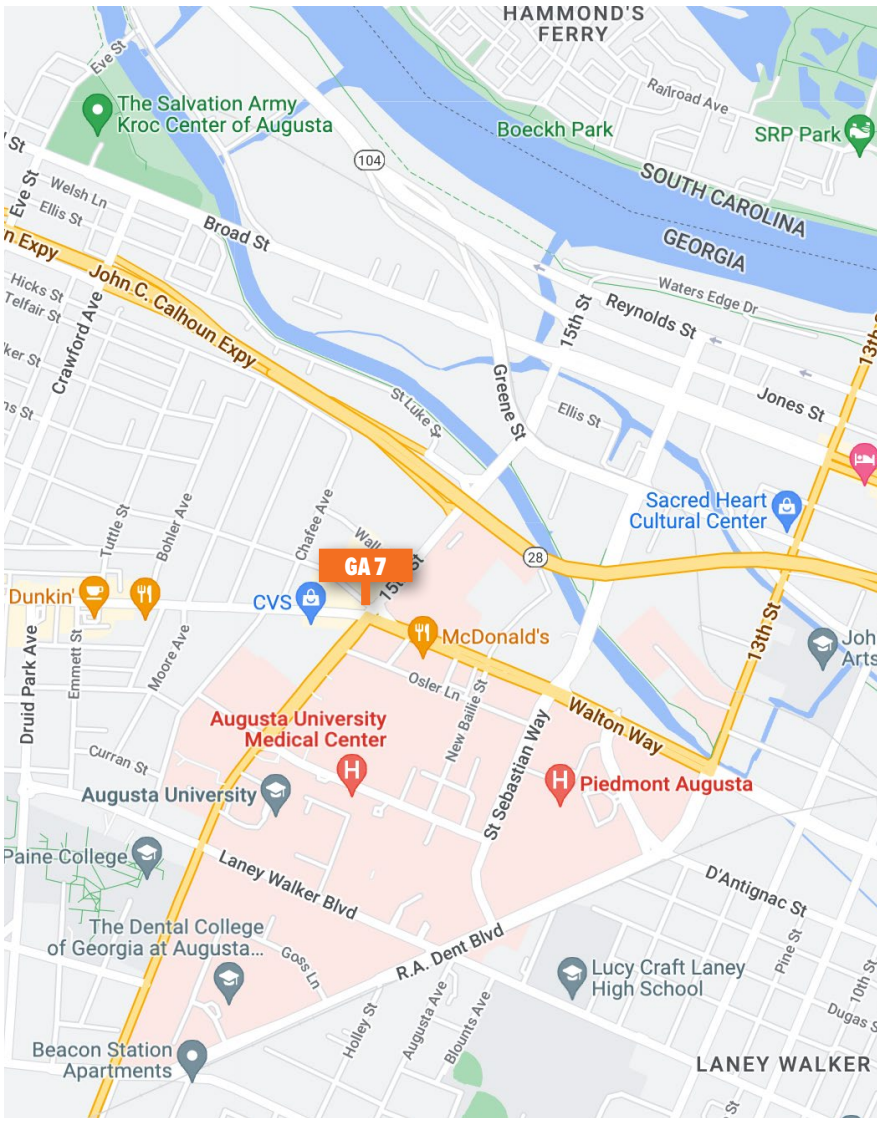 HAMMOND'S
FERRY
Eve St
Railroad Ave
The Salvation Army
Kroc Center of Augusta
Boeckh Park
SRP Park
104
SOUTH CAROLINA
GEORGIA
St
Welsh Ln
Eve St
Ellis St
Broad St
Expy
John C. Calhoun Expy
Waters Edge Dr
Hicks St
Telfair St
Reynolds St
15th St
13th
Crawford Ave
St Luke St
Greene St
Jones St
Ellis St
Sacred Heart
Cultural Center
Tuttle St
Bohler Ave
Chafee Ave
28
GA 7
15th St
Dunkin'
CVS
McDonald's
13th St
Druid Park Ave
Emmett St
Moore Ave
Osler Ln
New Bailie St
Walton Way
Augusta University
Medical Center
H
H
Piedmont Augusta
Curran St
Augusta University
St Sebastian Way
Paine College
Laney Walker Blvd
D'Antignac St
The Dental College
of Georgia at Augusta...
Goss Ln
R.A. Dent Blvd
Lucy Craft Laney
High School
Pine St
10th St
Holley St
Augusta Ave
Blounts Ave
Dugas
Beacon Station
Apartments
LANEY WALKER
St